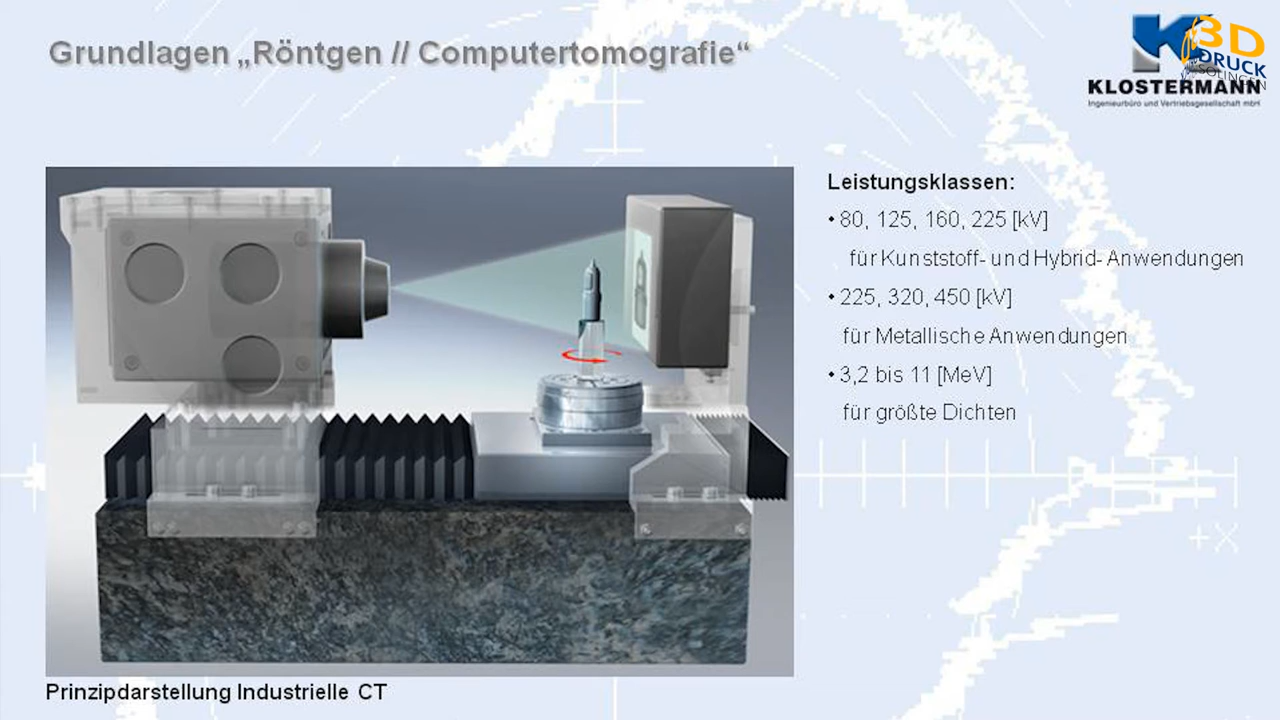 Grundlagen „Röntgen // Computertomografie“
3D
DRUCK
SOLINGEN
KLOSTERMANN
Ingenieurbüro und Vertriebsgesellschaft mbH
Leistungsklassen:
• 80, 125, 160, 225 [kV]
für Kunststoff- und Hybrid- Anwendungen
• 225, 320, 450 [kV]
für Metallische Anwendungen
• 3,2 bis 11 [MeV]
für größte Dichten
+X
Prinzipdarstellung Industrielle CT